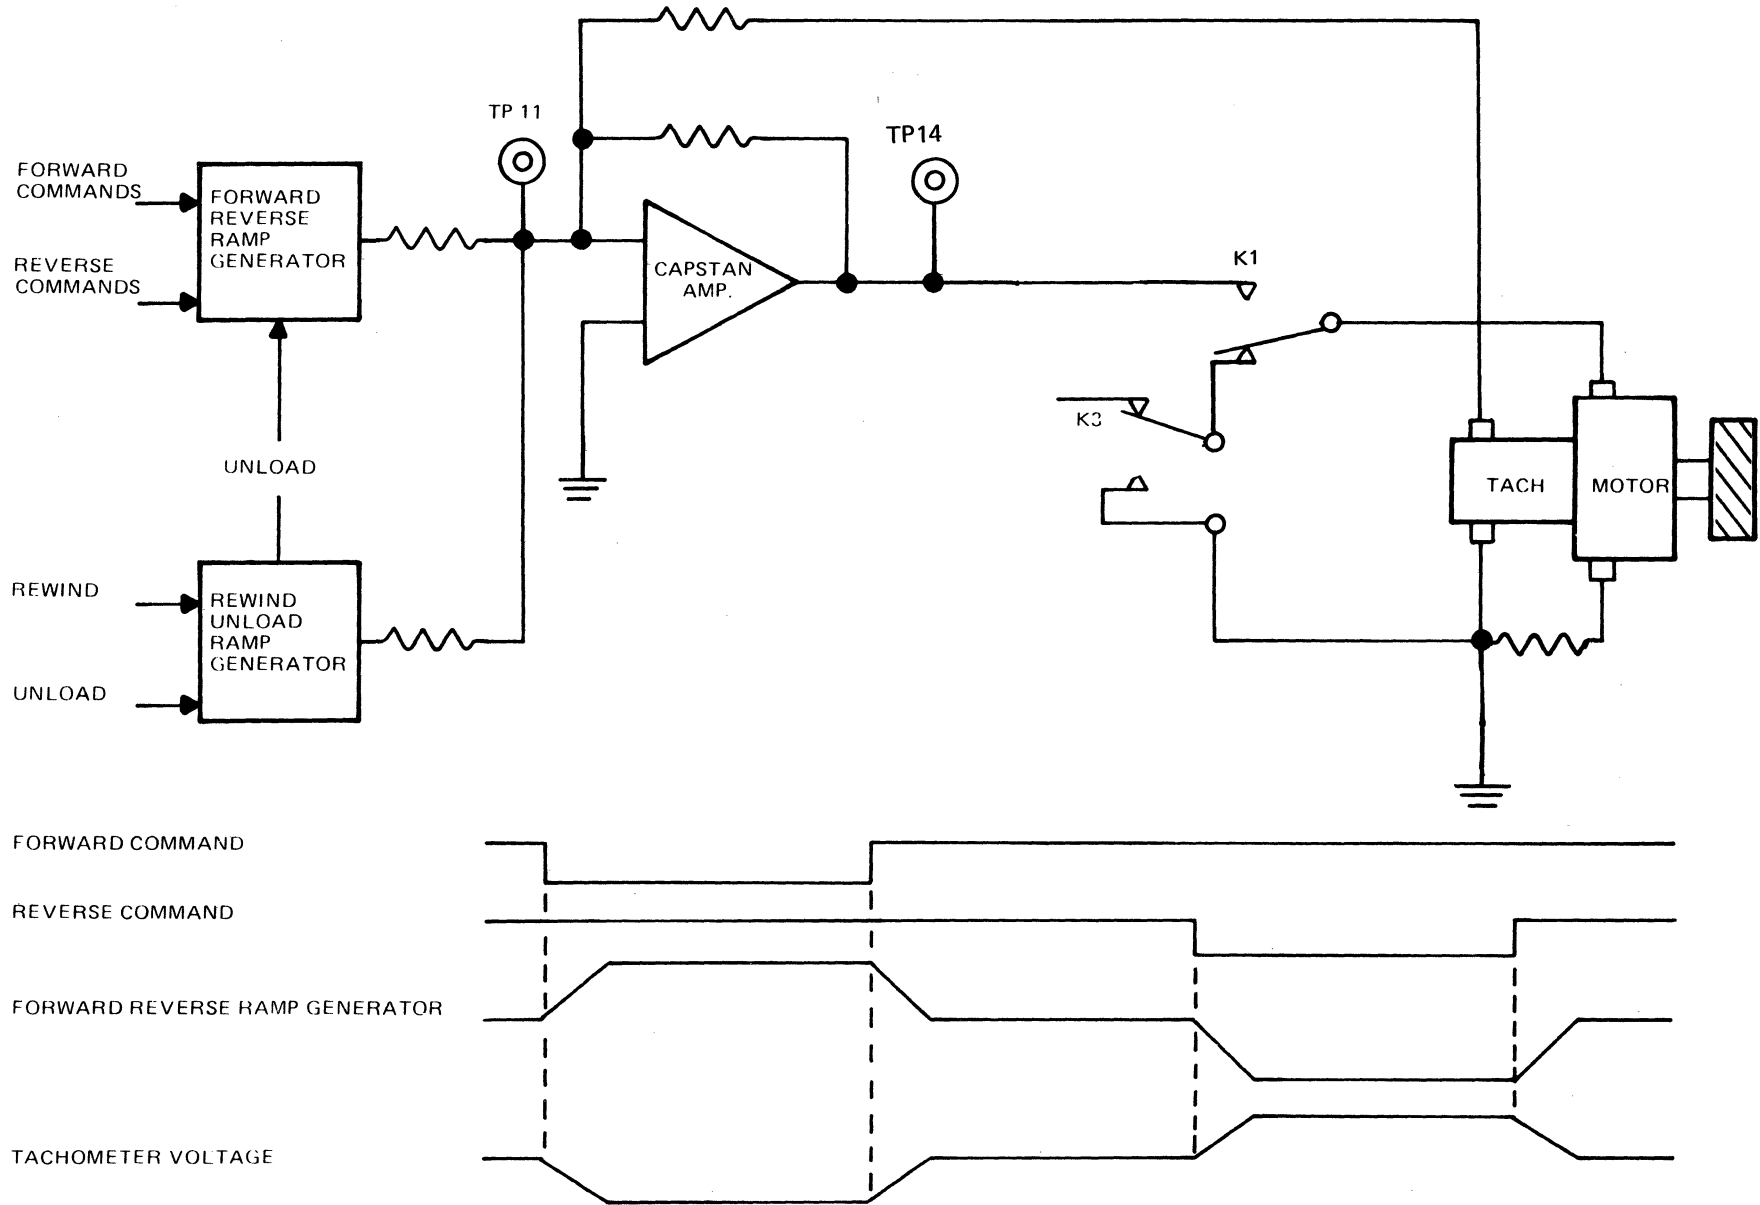 TP 11
TP14
FORWARD
COMMANDS
FORWARD
REVERSE
RAMP
GENERATOR
REVERSE
COMMANDS
CAPSTAN
AMP.
K1
K3
UNLOAD
TACH
MOTOR
REWIND
REWIND
UNLOAD
RAMP
GENERATOR
UNLOAD
FORWARD COMMAND
REVERSE COMMAND
FORWARD REVERSE RAMP GENERATOR
TACHOMETER VOLTAGE